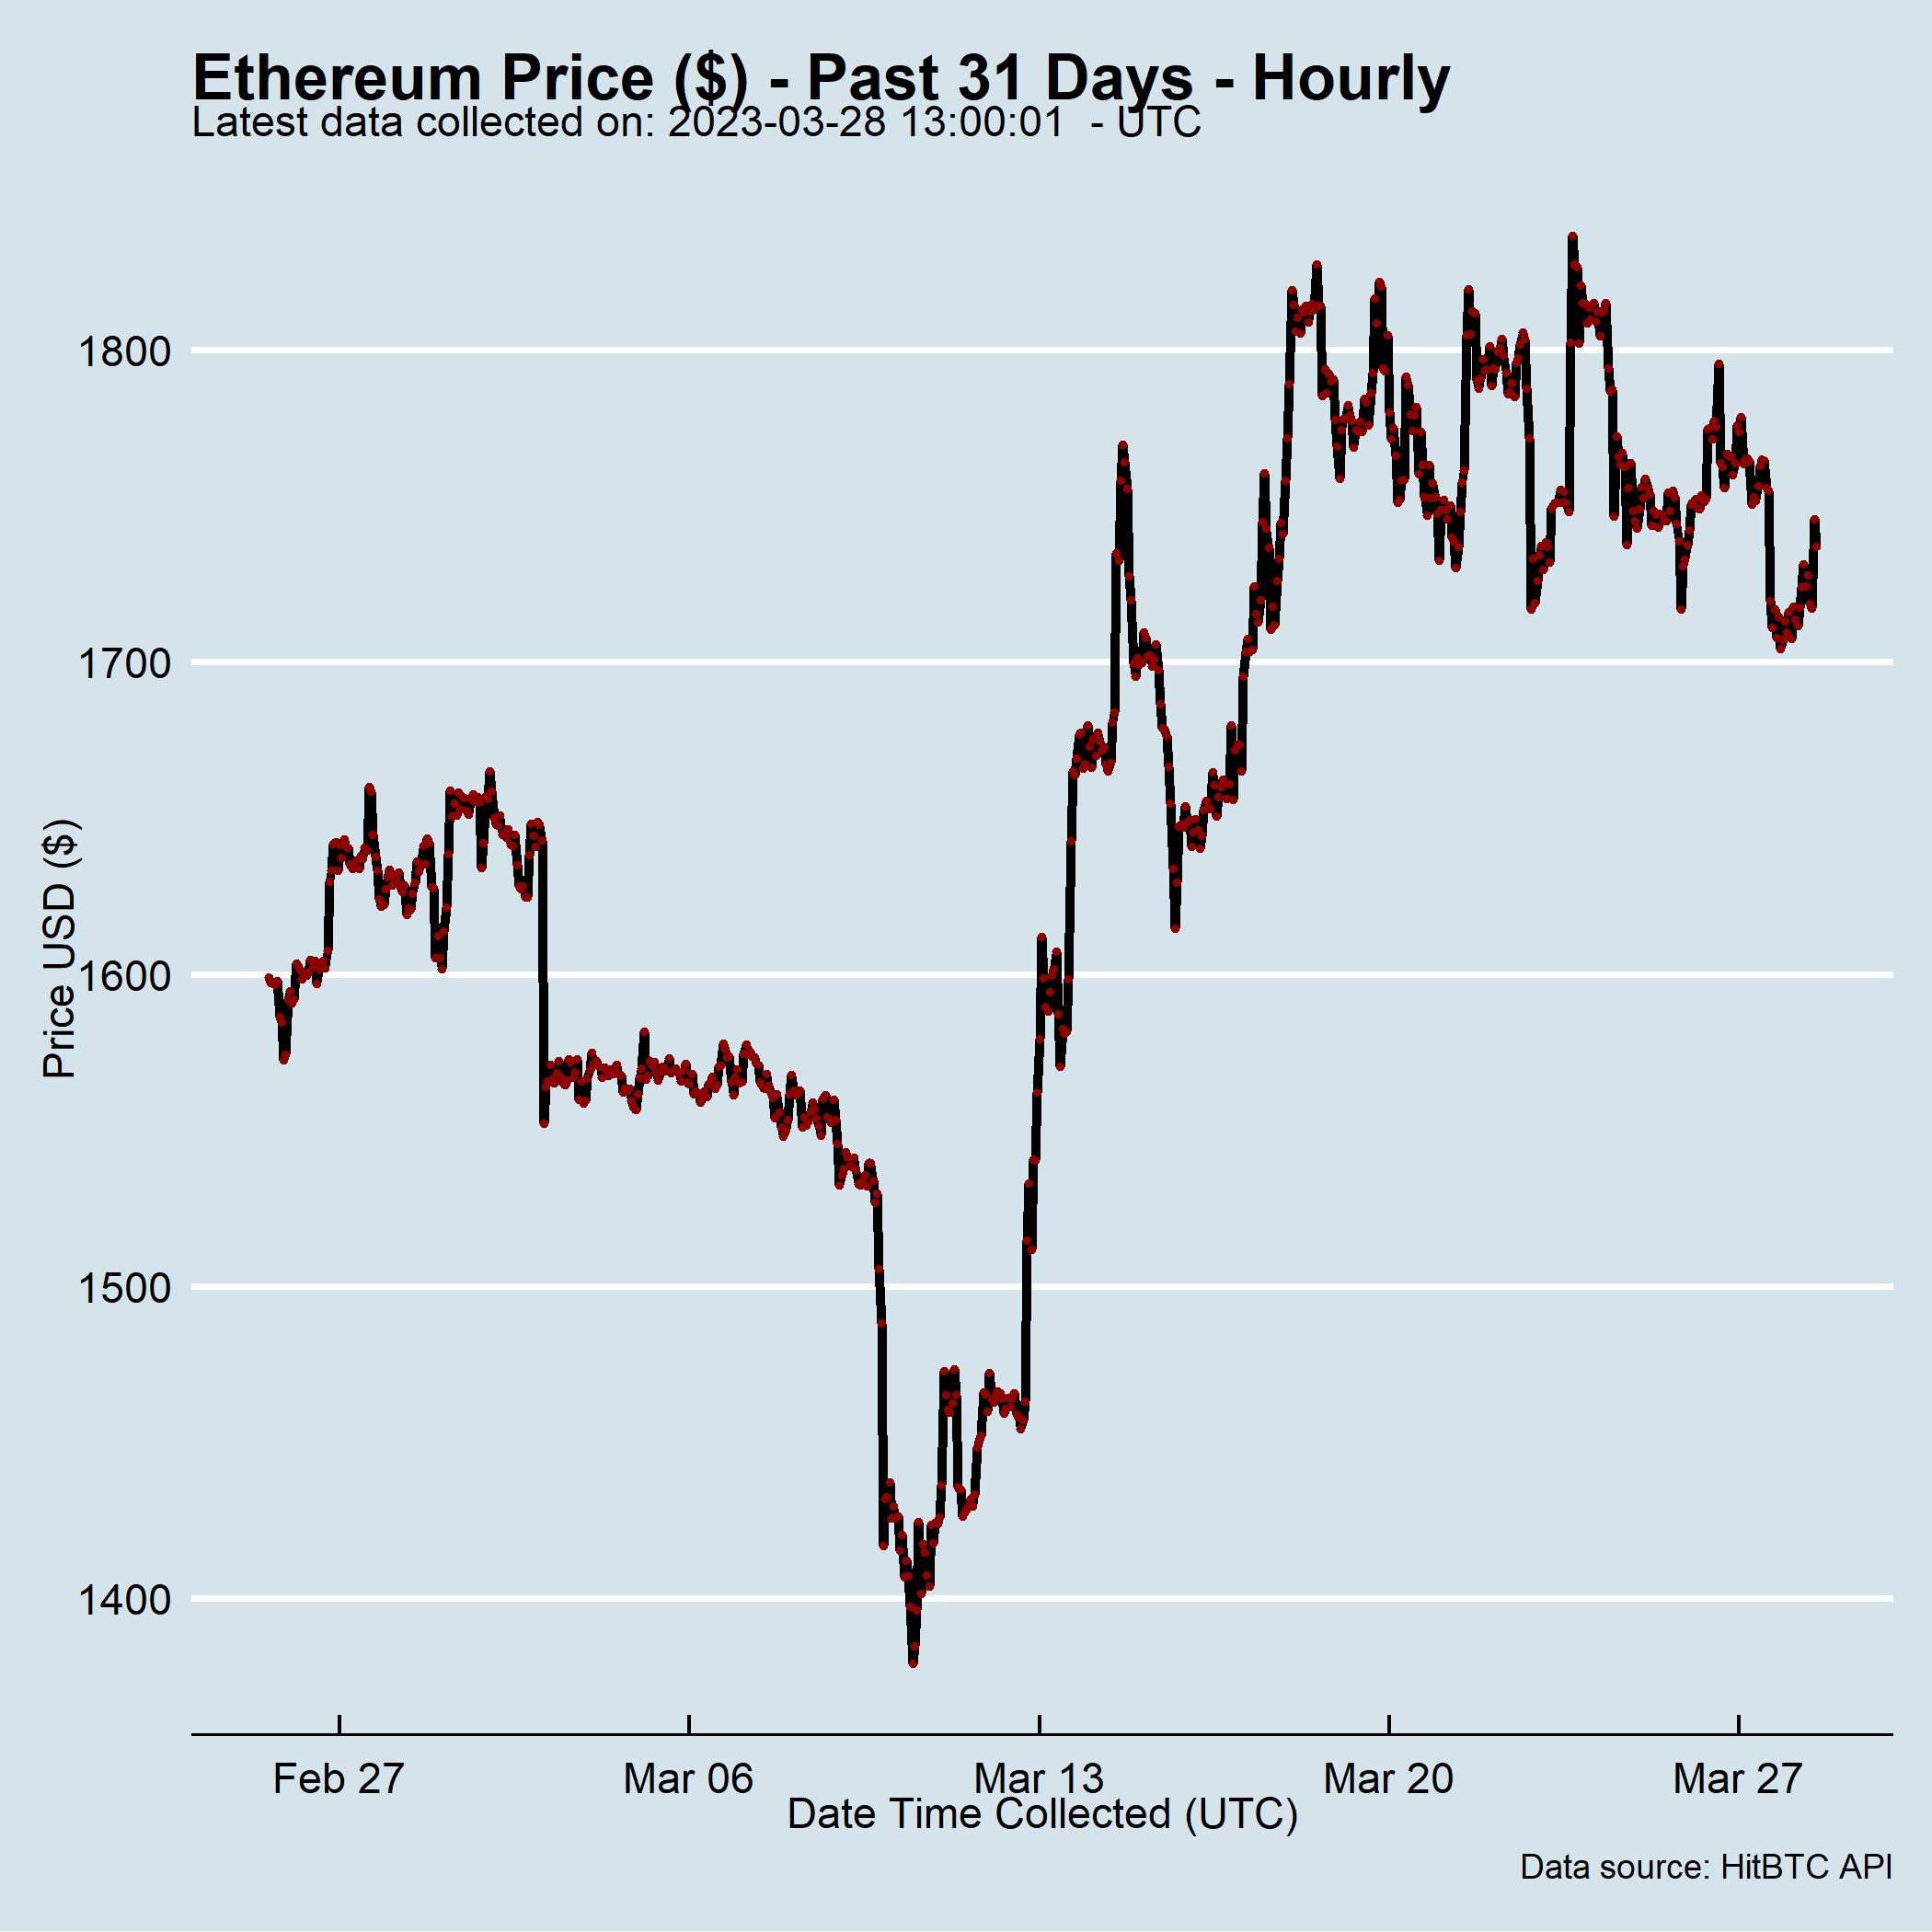 Ethereum Price ($) - Past 31 Days - Hourly
Latest data collected on: 2023-03-28 13:00:01  - UTC
Price USD ($)
1800
1700
1600
1500
1400
Feb 27
Mar 06
Mar 13
Mar 20
Mar 27
Date Time Collected (UTC)
Data source: HitBTC API